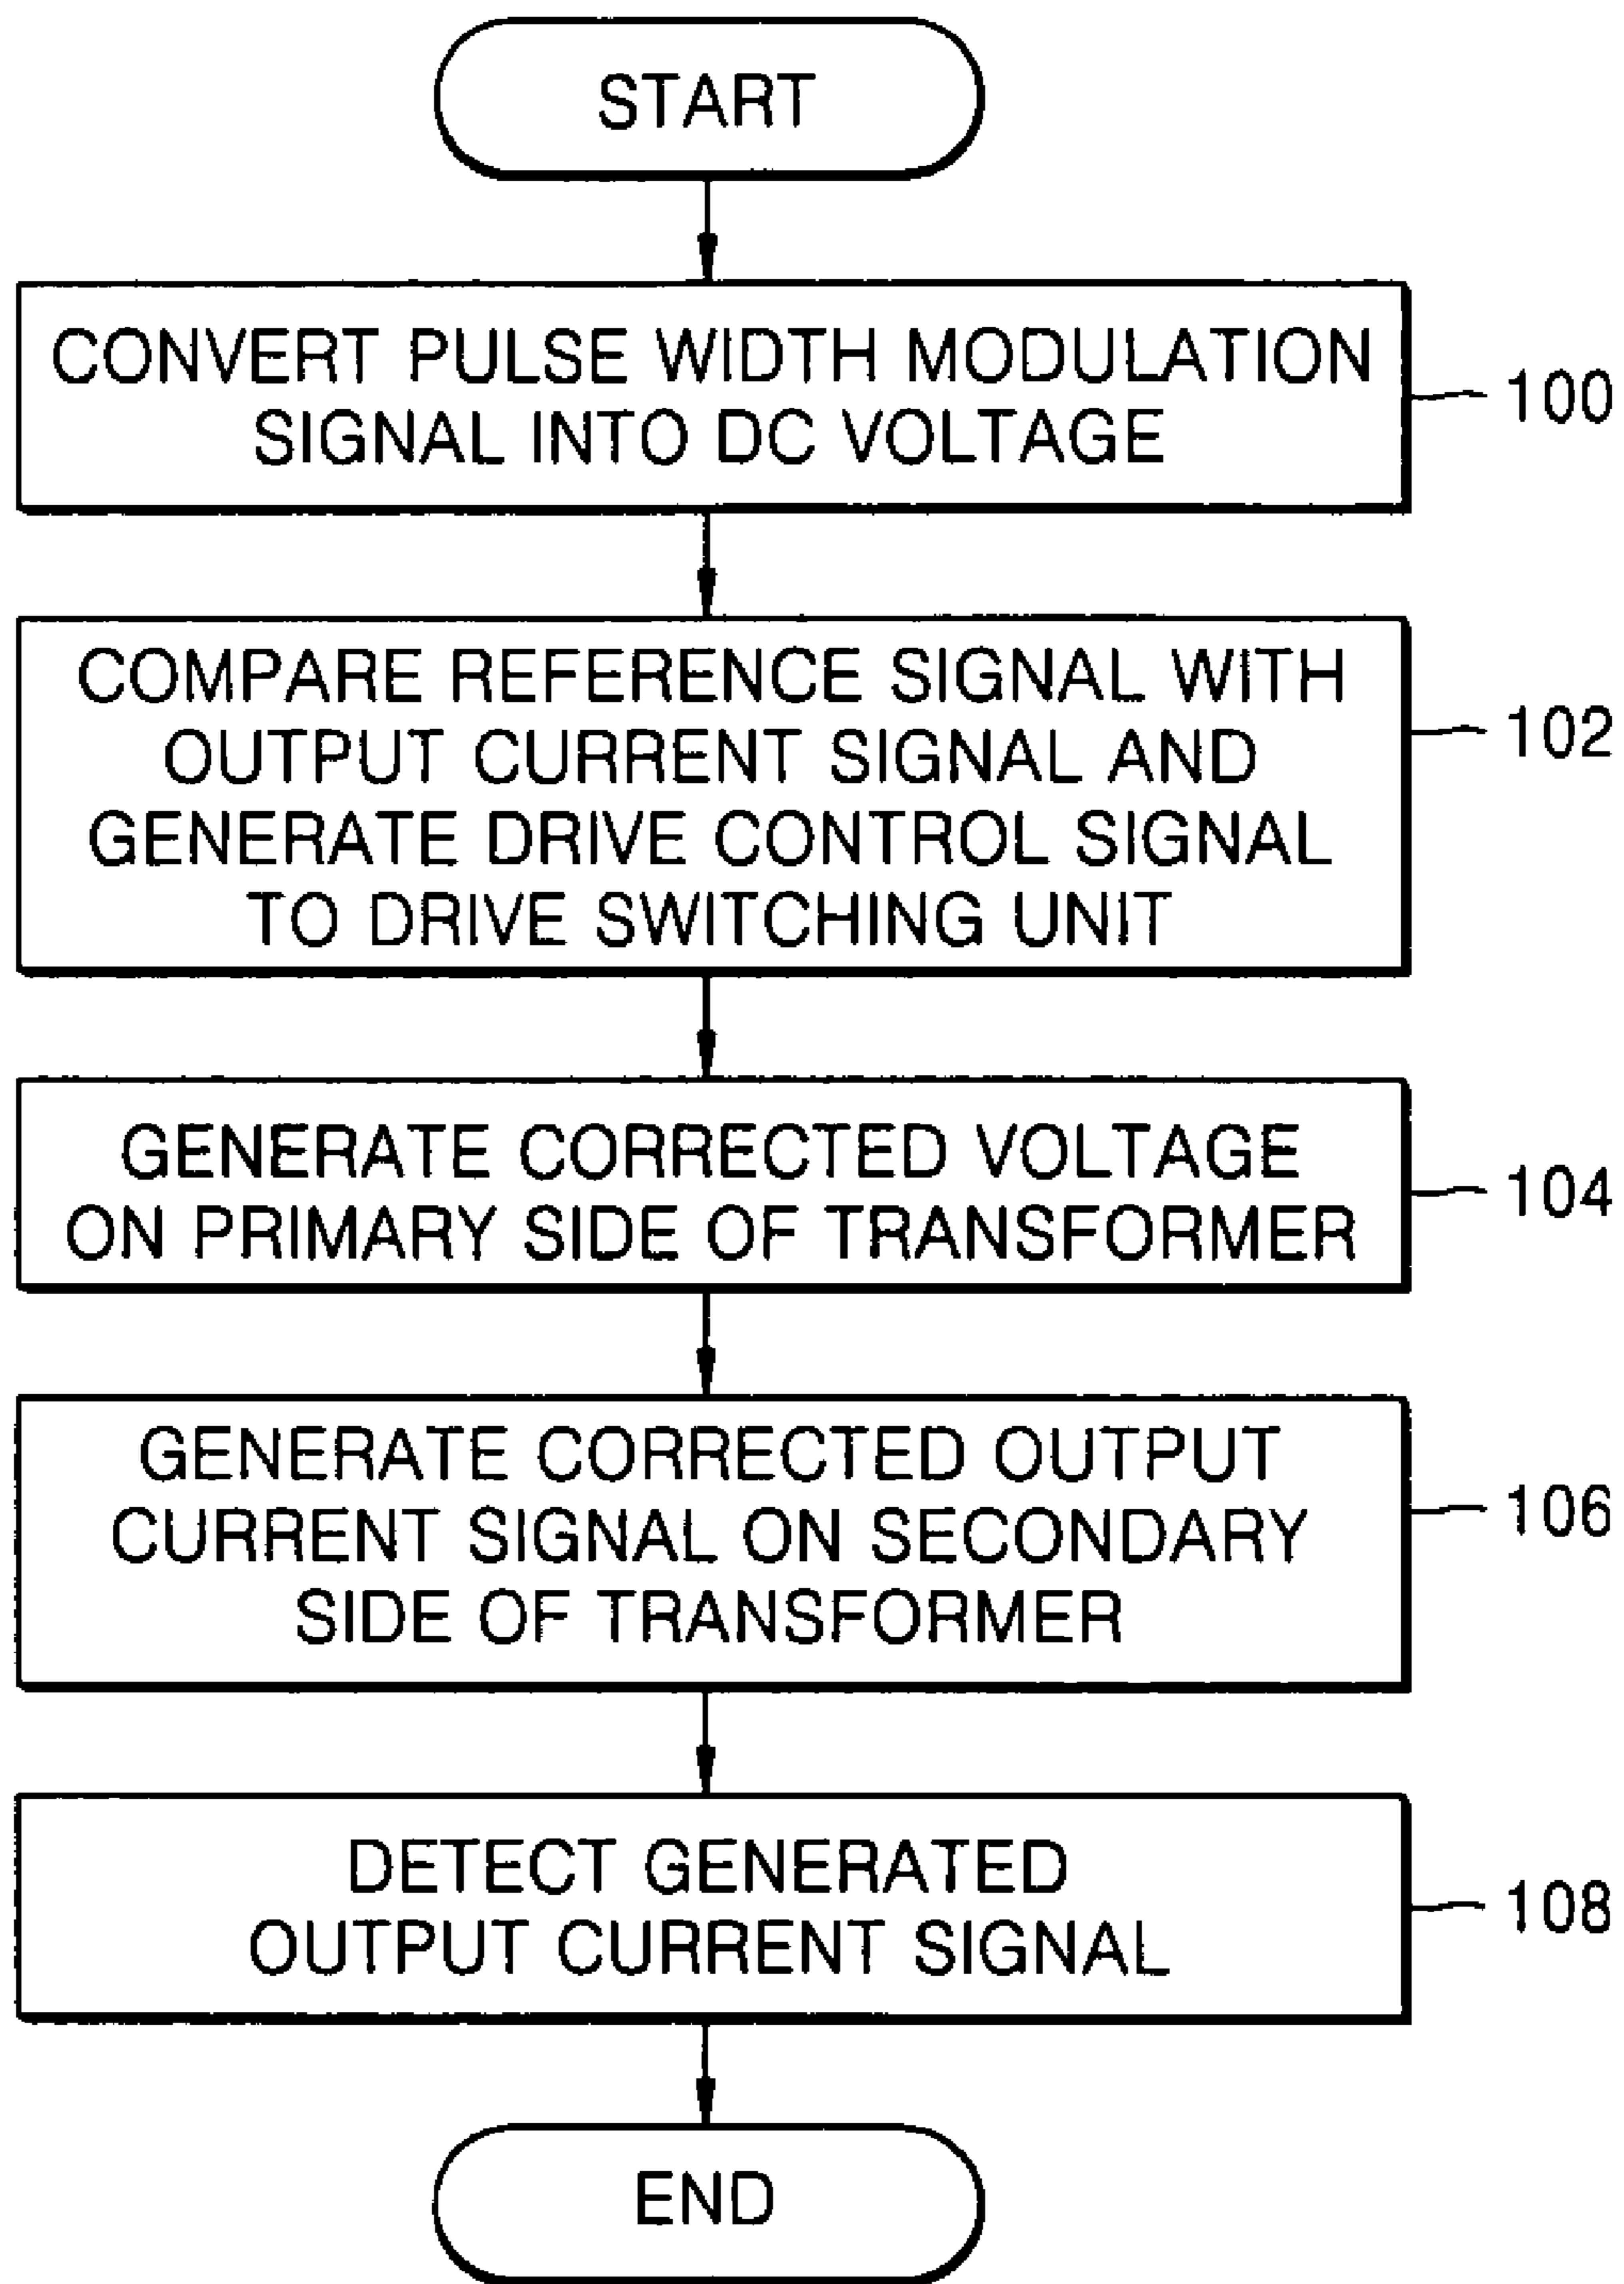 START
CONVERT PULSE WIDTH MODULATION
SIGNAL INTO DC VOLTAGE
100
COMPARE REFERENCE SIGNAL WITH
OUTPUT CURRENT SIGNAL AND
GENERATE DRIVE CONTROL SIGNAL
TO DRIVE SWITCHING UNIT
102
GENERATE CORRECTED VOLTAGE
ON PRIMARY SIDE OF TRANSFORMER
104
GENERATE CORRECTED OUTPUT
CURRENT SIGNAL ON SECONDARY
SIDE OF TRANSFORMER
106
DETECT GENERATED
OUTPUT CURRENT SIGNAL
108
END